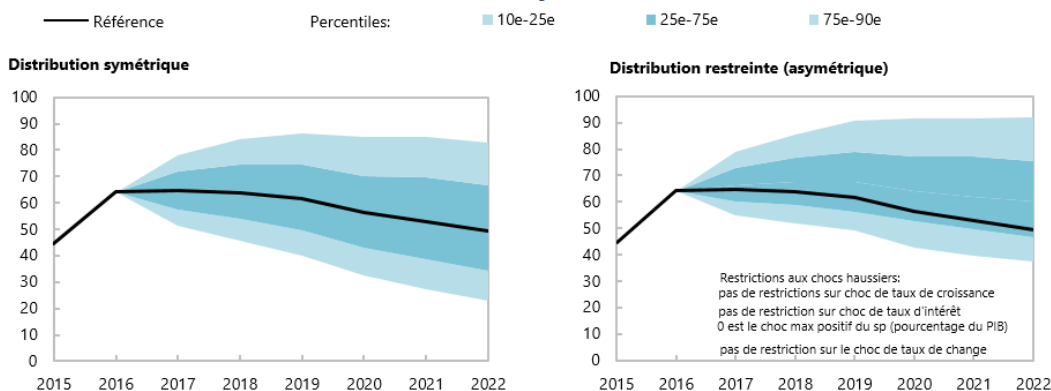 Référence Percentiles: 10e-25e 25e-75e 75e-90e
Distribution symétrique
100
90
80
70
60
50
40
30
20
10
0
2015 2016 2017 2018 2019 2020 2021 2022
Distribution restreinte (asymétrique)
100
90
80
70
60
50
40
30
20
10
0
Restrictions aux chocs haussiers:
pas de restrictions sur choc de taux de croissance
pas de restriction sur choc de taux d'intérêt
0 est le choc max positif du sp (pourcentage du PIB)
pas de restriction sur le choc de taux de change
2015 2016 2017 2018 2019 2020 2021 2022